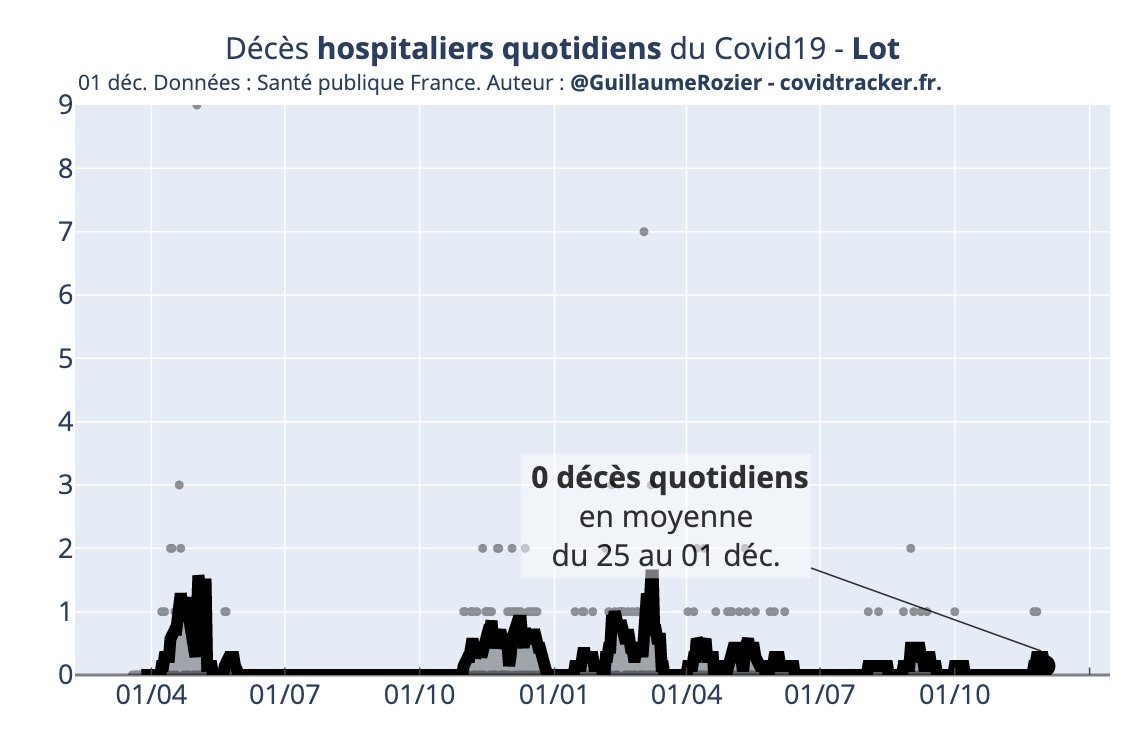 Décès hospitaliers quotidiens du Covid19 - Lot
01 déc. Données : Santé publique France. Auteur : @GuillaumeRozier - covidtracker.fr.
9
8
7
6
5
4
3
2
1
0
0 décès quotidiens
en moyenne
du 25 au 01 déc.
01/04 01/07 01/10 01/01 01/04 01/07 01/10